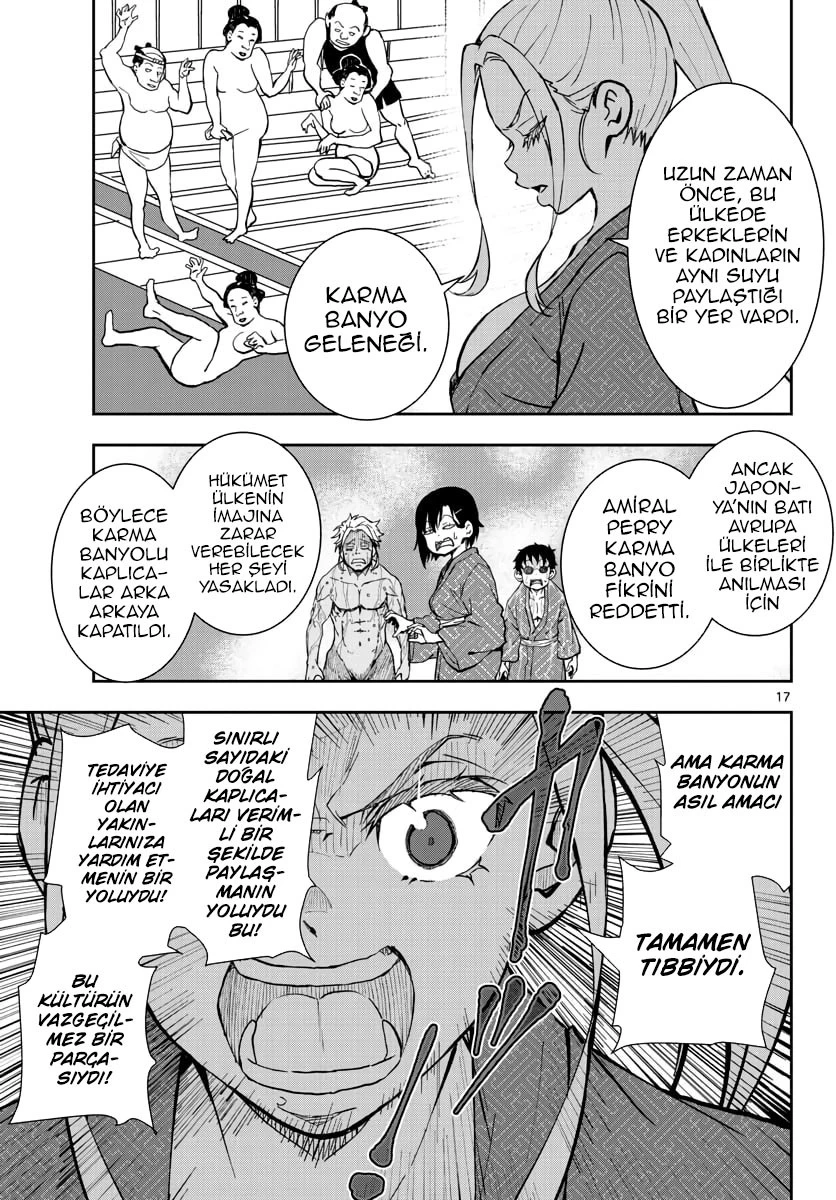 UZUN ZAMAN
ÖNCE, BU
ÜLKEDE
ERKEKLERİN
VE KADINLARIN
AYNI SUYU
PAYLAŞTIĞI
BİR YER VARDI.
KARMA
BANYO
GELENEĞİ.
ANCAK
JAPON-
YA'NIN BATI
AVRUPA
ÜLKELERİ
İLE BİRLİKTE
ANILMASI
İÇİN
AMİRAL
PERRY
KARMA
BANYO
FİKRİNİ
REDDETTİ.
HÜKÜMET
ÜLKENİN
İMAJINA
ZARAR
VEREBİLECEK
HER ŞEYİ
YASAKLADI.
BÖYLECE
KARMA
BANYOLU
KAPLICA-
LAR ARKA
ARKAYA
KAPATILDI.
17
AMA KARMA
BANYONUN
ASIL AMACI
TAMAMEN
TIBBİYDİ.
SINIRLI
SAYIDAKİ
DOĞAL
KAPLICA-
LARI VERİM-
Lİ BİR
ŞEKİLDE
PAYLAŞ-
MANIN
YOLUYDU
BU!
TEDAVİYE
İHTİYACI
OLAN
YAKIN-
LARINIZA
YARDIM ET-
MENİN BİR
YOLUYDU!
BU
KÜLTÜRÜN
VAZGEÇİL-
MEZ BİR
PARÇA-
SIYDI!